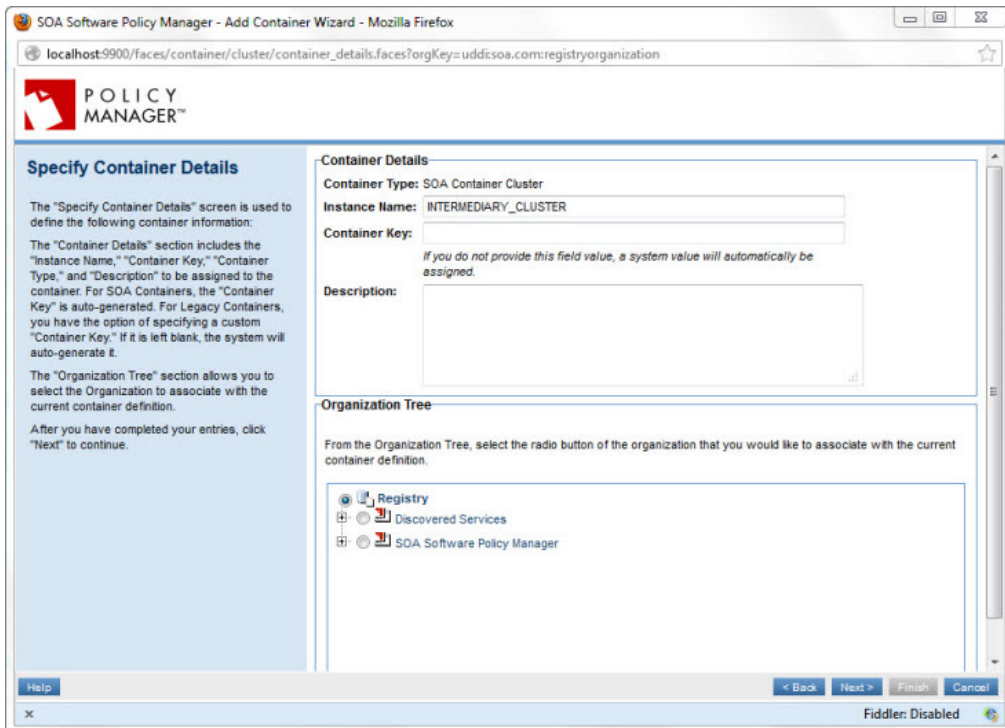 SOA Software Policy Manager - Add Container Wizard - Mozilla Firefox
localhost:9900/faces/container/cluster/container_details.faces?orgKey=uddi:soa.com:registryorganization
POLICY
MANAGER™
Specify Container Details
The "Specify Container Details" screen is used to
define the following container information:
The "Container Details" section includes the
"Instance Name," "Container Key," "Container
Type," and "Description" to be assigned to the
container. For SOA Containers, the "Container
Key" is auto-generated. For Legacy Containers,
you have the option of specifying a custom
"Container Key." If it is left blank, the system will
auto-generate it.
The "Organization Tree" section allows you to
select the Organization to associate with the
current container definition.
After you have completed your entries, click
"Next" to continue.
Container Details
Container Type: SOA Container Cluster
Instance Name: INTERMEDIARY_CLUSTER
Container Key:
If you do not provide this field value, a system value will automatically be
assigned.
Description:
Organization Tree
From the Organization Tree, select the radio button of the organization that you would like to associate with the current
container definition.
Registry
Discovered Services
SOA Software Policy Manager
Help
< Back Next > Finish Cancel
Fiddler: Disabled